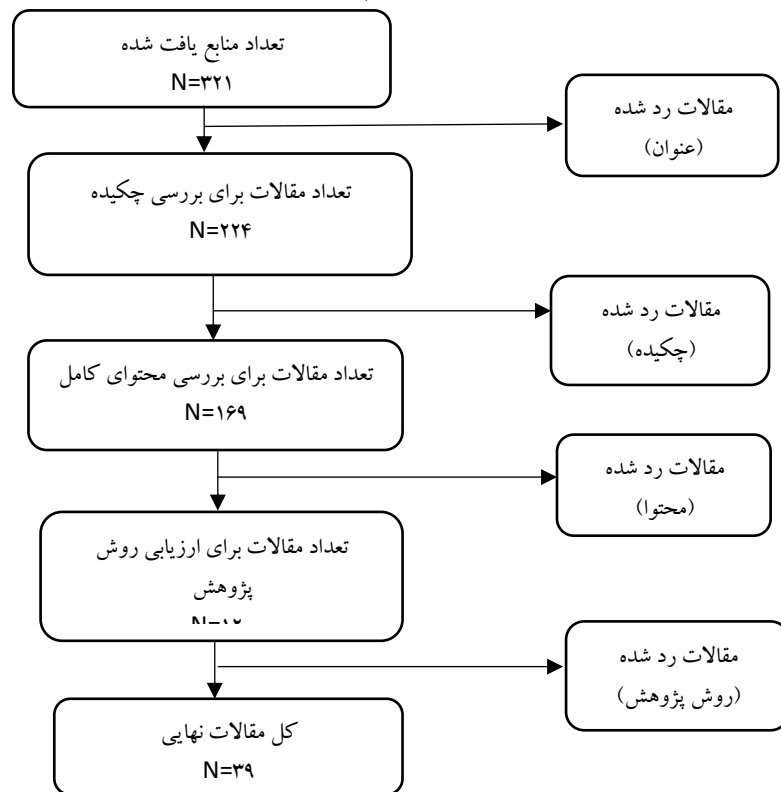 تعداد منابع یافت شده
N=۳۲۱
مقالات رد شده
(عنوان)
تعداد مقالات برای بررسی چکیده
N=۲۲۴
مقالات رد شده
(چکیده)
تعداد مقالات برای بررسی محتوای کامل
N=۱۶۹
مقالات رد شده
(محتوا)
تعداد مقالات برای ارزیابی روش
پژوهش
مقالات رد شده
(روش پژوهش)
کل مقالات نهایی
N=۳۹